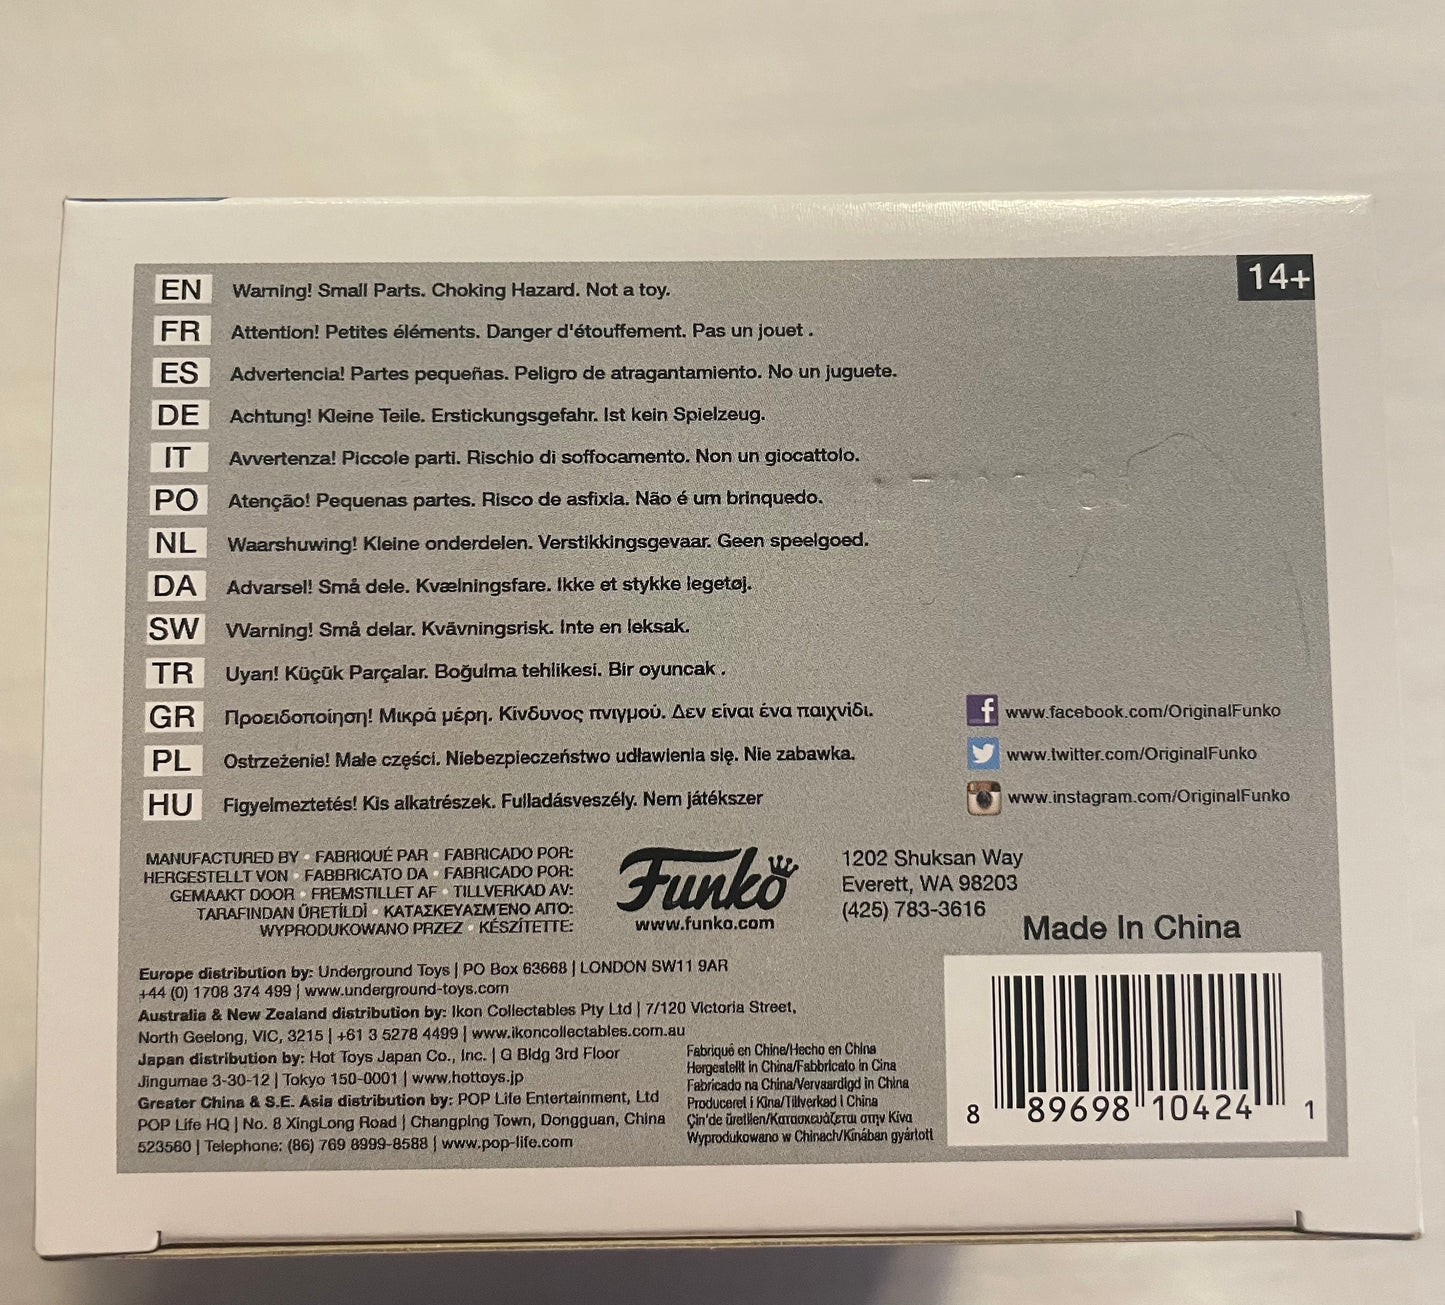 14+
EN Warning! Small Parts. Choking Hazard. Not a toy.
FR Attention! Petites éléments. Danger d'étouffement. Pas un jouet .
ES Advertencia! Partes pequeñas. Peligro de atragantamiento. No un juguete.
DE Achtung! Kleine Teile. Erstickungsgefahr. Ist kein Spielzeug.
IT Avvertenza! Piccole parti. Rischio di soffocamento. Non un giocattolo.
PO Atenção! Pequenas partes. Risco de asfixia. Não é um brinquedo.
NL Waarshuwing! Kleine onderdelen. Verstikkingsgevaar. Geen speelgoed.
DA Advarsel! Små dele. Kvælningsfare. Ikke et stykke legetøj.
SW Warning! Små delar. Kvävningsrisk. Inte en leksak.
TR Uyarı! Küçük Parçalar. Boğulma tehlikesi. Bir oyuncak .
GR Προειδοποίηση! Μικρά μέρη. Κίνδυνος πνιγμού. Δεν είναι ένα παιχνίδι.
PL Ostrzeżenie! Małe części. Niebezpieczeństwo udławienia się. Nie zabawka.
HU Figyelmeztetés! Kis alkatrészek. Fulladásveszély. Nem játékszer
f www.facebook.com/OriginalFunko
www.twitter.com/OriginalFunko
www.instagram.com/OriginalFunko
MANUFACTURED BY • FABRIQUÉ PAR • FABRICADO POR:
HERGESTELLT VON • FABBRICATO DA • FABRICADO POR:
GEMAAKT DOOR • FREMSTILLET AF • TILLVERKAD AV:
TARAFINDAN ÜRETİLDİ • ΚΑΤΑΣΚΕΥΑΣΜΈΝΟ ΑΠΌ:
WYPRODUKOWANO PRZEZ • KÉSZÍTETTE:
Funko
www.funko.com
1202 Shuksan Way
Everett, WA 98203
(425) 783-3616
Made In China
Europe distribution by: Underground Toys | PO Box 63668 | LONDON SW11 9AR
+44 (0) 1708 374 499 | www.underground-toys.com
Australia & New Zealand distribution by: Ikon Collectables Pty Ltd | 7/120 Victoria Street,
North Geelong, VIC, 3215 | +61 3 5278 4499 | www.ikoncollectables.com.au
Japan distribution by: Hot Toys Japan Co., Inc. | G Bldg 3rd Floor
Jingumae 3-30-12 | Tokyo 150-0001 | www.hottoys.jp
Greater China & S.E. Asia distribution by: POP Life Entertainment, Ltd
POP Life HQ | No. 8 XingLong Road | Changping Town, Dongguan, China
523560 | Telephone: (86) 769 8999-8588 | www.pop-life.com
Fabriqué en Chine/Hecho en China
Hergestellt in China/Fabbricato in Cina
Fabricado na China/Vervaardigd in China
Produceret i Kina/Tillverkad i China
Çin'de üretilen/Κατασκευάζεται στην Κίνα
Wyprodukowano w Chinach/Kínában gyártott
8 89698 10424 1